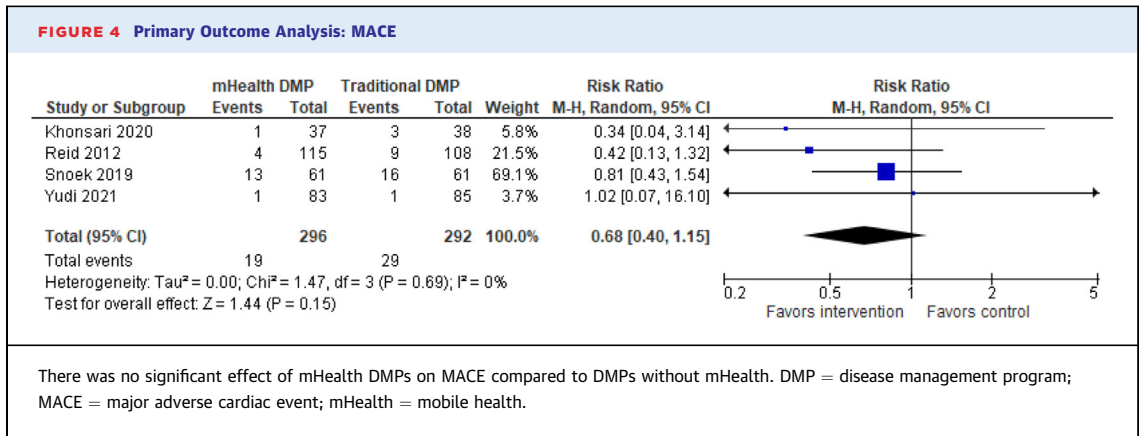 FIGURE 4 Primary Outcome Analysis: MACE
mHealth DMP Traditional DMP Risk Ratio Risk Ratio
Study or Subgroup Events Total Events Total Weight M-H, Random, 95% CI M-H, Random, 95% CI
Khonsari 2020 1 37 3 38 5.8% 0.34 [0.04, 3.14]
Reid 2012 4 115 9 108 21.5% 0.42 [0.13, 1.32]
Snoek 2019 13 61 16 61 69.1% 0.81 [0.43, 1.54]
Yudi 2021 1 83 1 85 3.7% 1.02 [0.07, 16.10]
Total (95% CI) 296 292 100.0% 0.68 [0.40, 1.15]
Total events 19 29
Heterogeneity: Tau² = 0.00; Chi² = 1.47, df = 3 (P = 0.69); I² = 0%
Test for overall effect: Z = 1.44 (P = 0.15)
0.2 0.5 1 2 5
Favors intervention Favors control
There was no significant effect of mHealth DMPs on MACE compared to DMPs without mHealth. DMP = disease management program;
MACE = major adverse cardiac event; mHealth = mobile health.